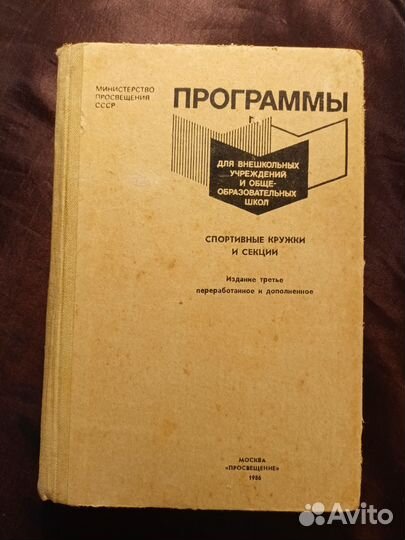 МИНИСТЕРСТВО
ПРОСВЕЩЕНИЯ
СССР
ПРОГРАММЫ
ДЛЯ ВНЕШКОЛЬНЫХ
УЧРЕЖДЕНИЙ
И ОБЩЕ-
ОБРАЗОВАТЕЛЬНЫХ
ШКОЛ
СПОРТИВНЫЕ КРУЖКИ
И СЕКЦИИ
Издание третье
переработанное и дополненное
МОСКВА
«ПРОСВЕЩЕНИЕ»
1986
Avito